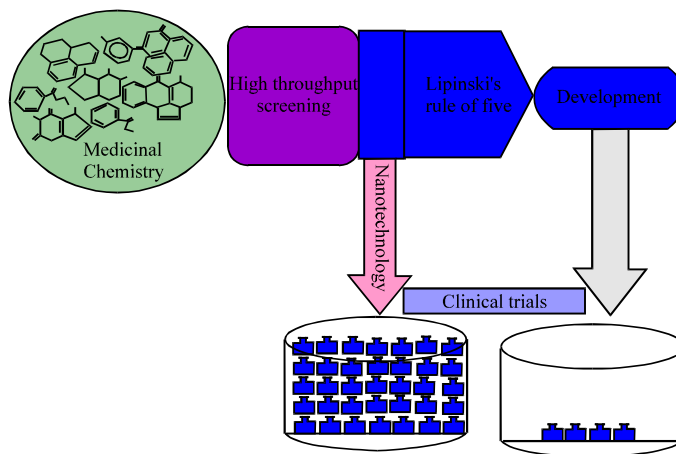 Medicinal
Chemistry
High throughput
screening
Lipinski's
rule of five
Development
Nanotechnology
Clinical trials